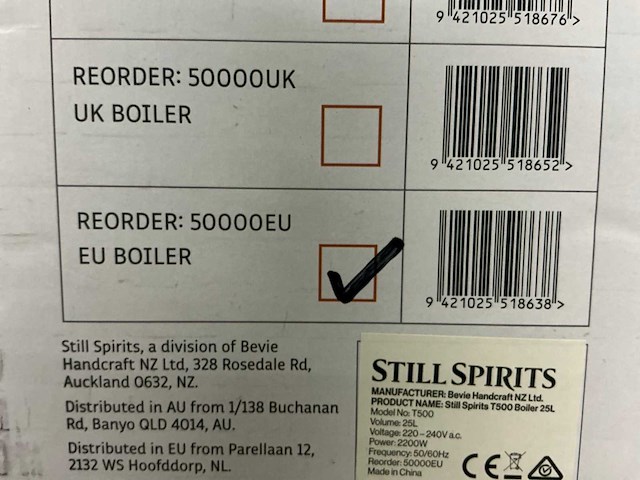 9 421025 518676 >
REORDER: 50000UK
UK BOILER
9 421025 518652 >
REORDER: 50000EU
EU BOILER
9 421025 518638 >
Still Spirits, a division of Bevie
Handcraft NZ Ltd, 328 Rosedale Rd,
Auckland 0632, NZ.
Distributed in AU from 1/138 Buchanan
Rd, Banyo QLD 4014, AU.
Distributed in EU from Parellaan 12,
2132 WS Hoofddorp, NL.
STILL SPIRITS
MANUFACTURER: Bevie Handcraft NZ Ltd.
PRODUCT NAME: Still Spirits T500 Boiler 25L
Model No: T500
Volume: 25L
Voltage: 220 - 240V a.c.
Power: 2200W
Frequency: 50/60Hz
Reorder: 50000EU
Made in China
CE